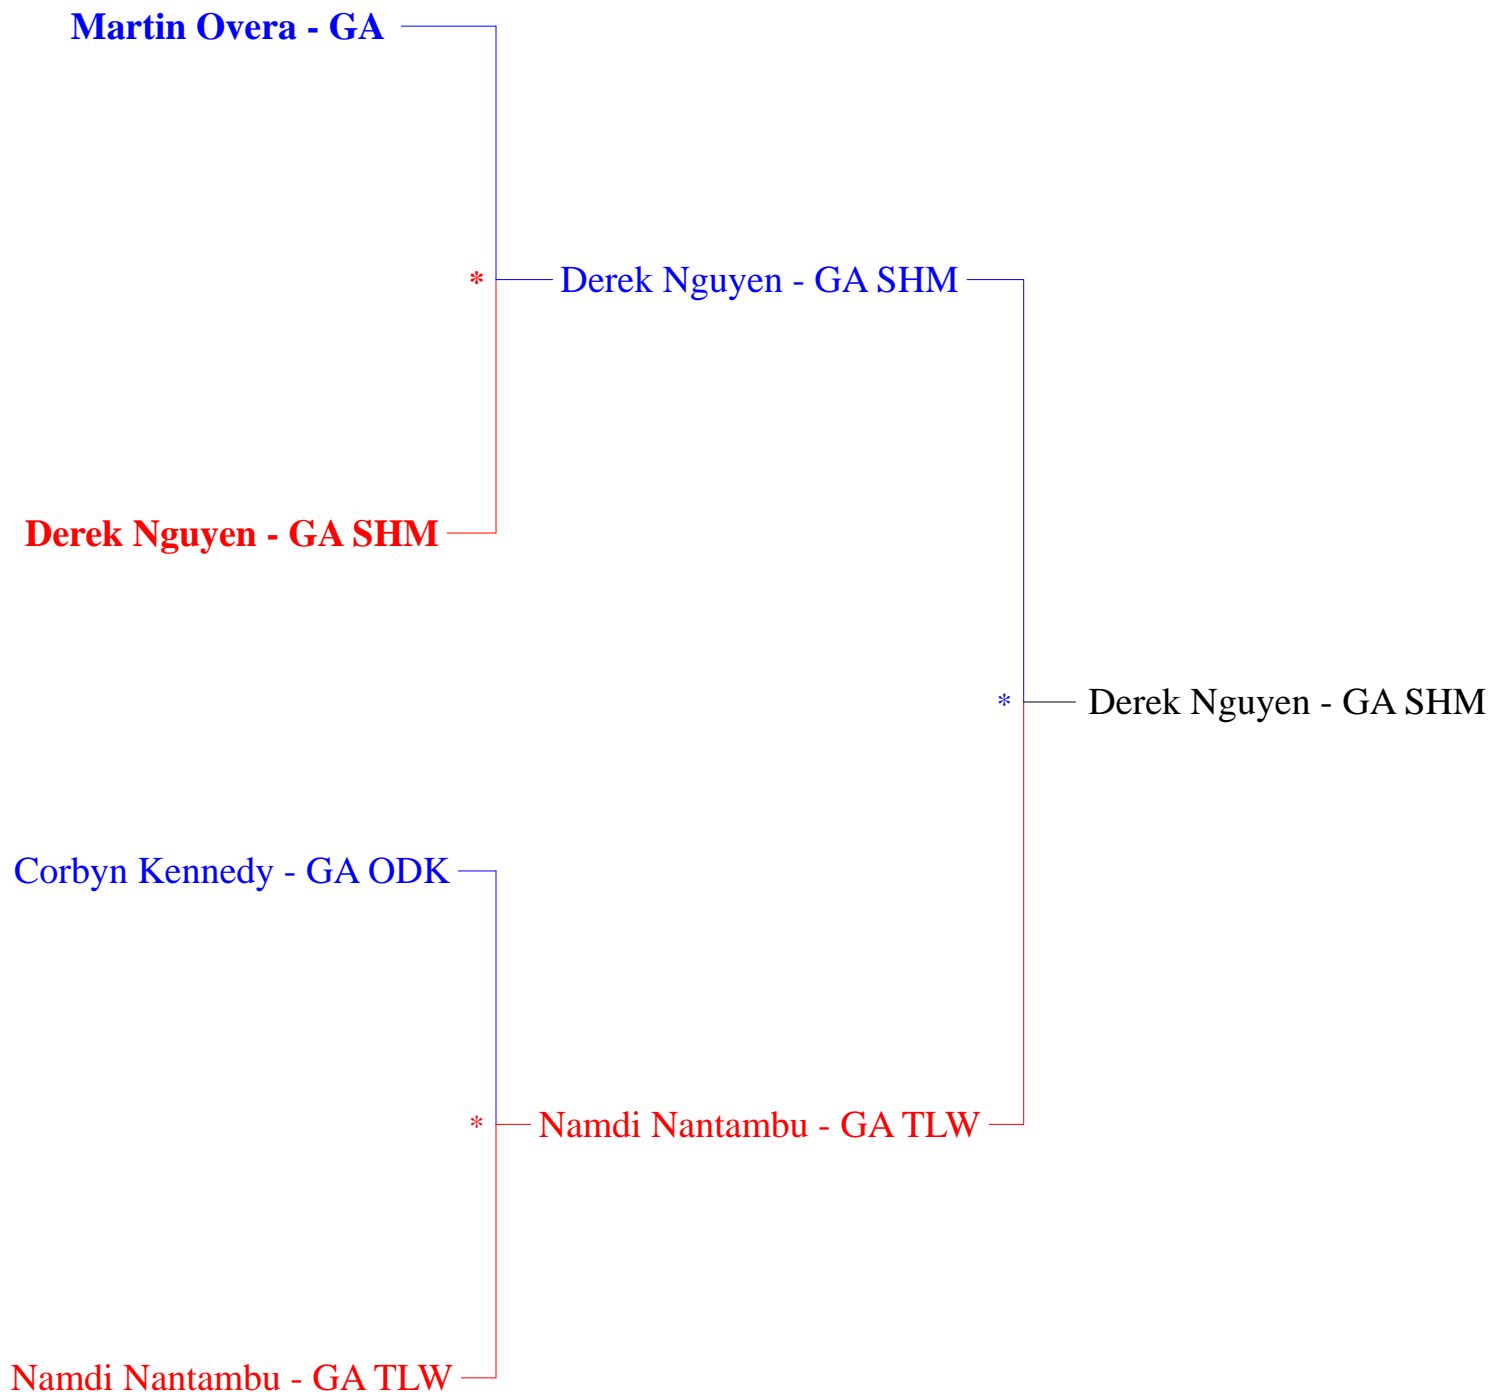 Martin Overa - GA
* Derek Nguyen - GA SHM
Derek Nguyen - GA SHM
* Derek Nguyen - GA SHM
Corbyn Kennedy - GA ODK
* Namdi Nantambu - GA TLW
Namdi Nantambu - GA TLW